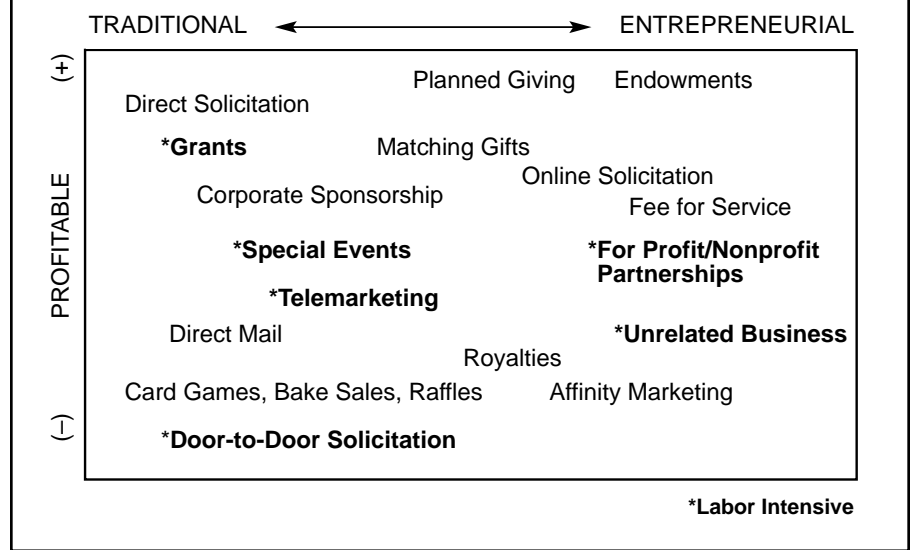 TRADITIONAL ENTREPRENEURIAL
(+)
PROFITABLE
(–)
Planned Giving Endowments
Direct Solicitation
*Grants Matching Gifts
Online Solicitation
Corporate Sponsorship
Fee for Service
*Special Events *For Profit/Nonprofit
Partnerships
*Telemarketing
Direct Mail *Unrelated Business
Royalties
Card Games, Bake Sales, Raffles Affinity Marketing
*Door-to-Door Solicitation
*Labor Intensive